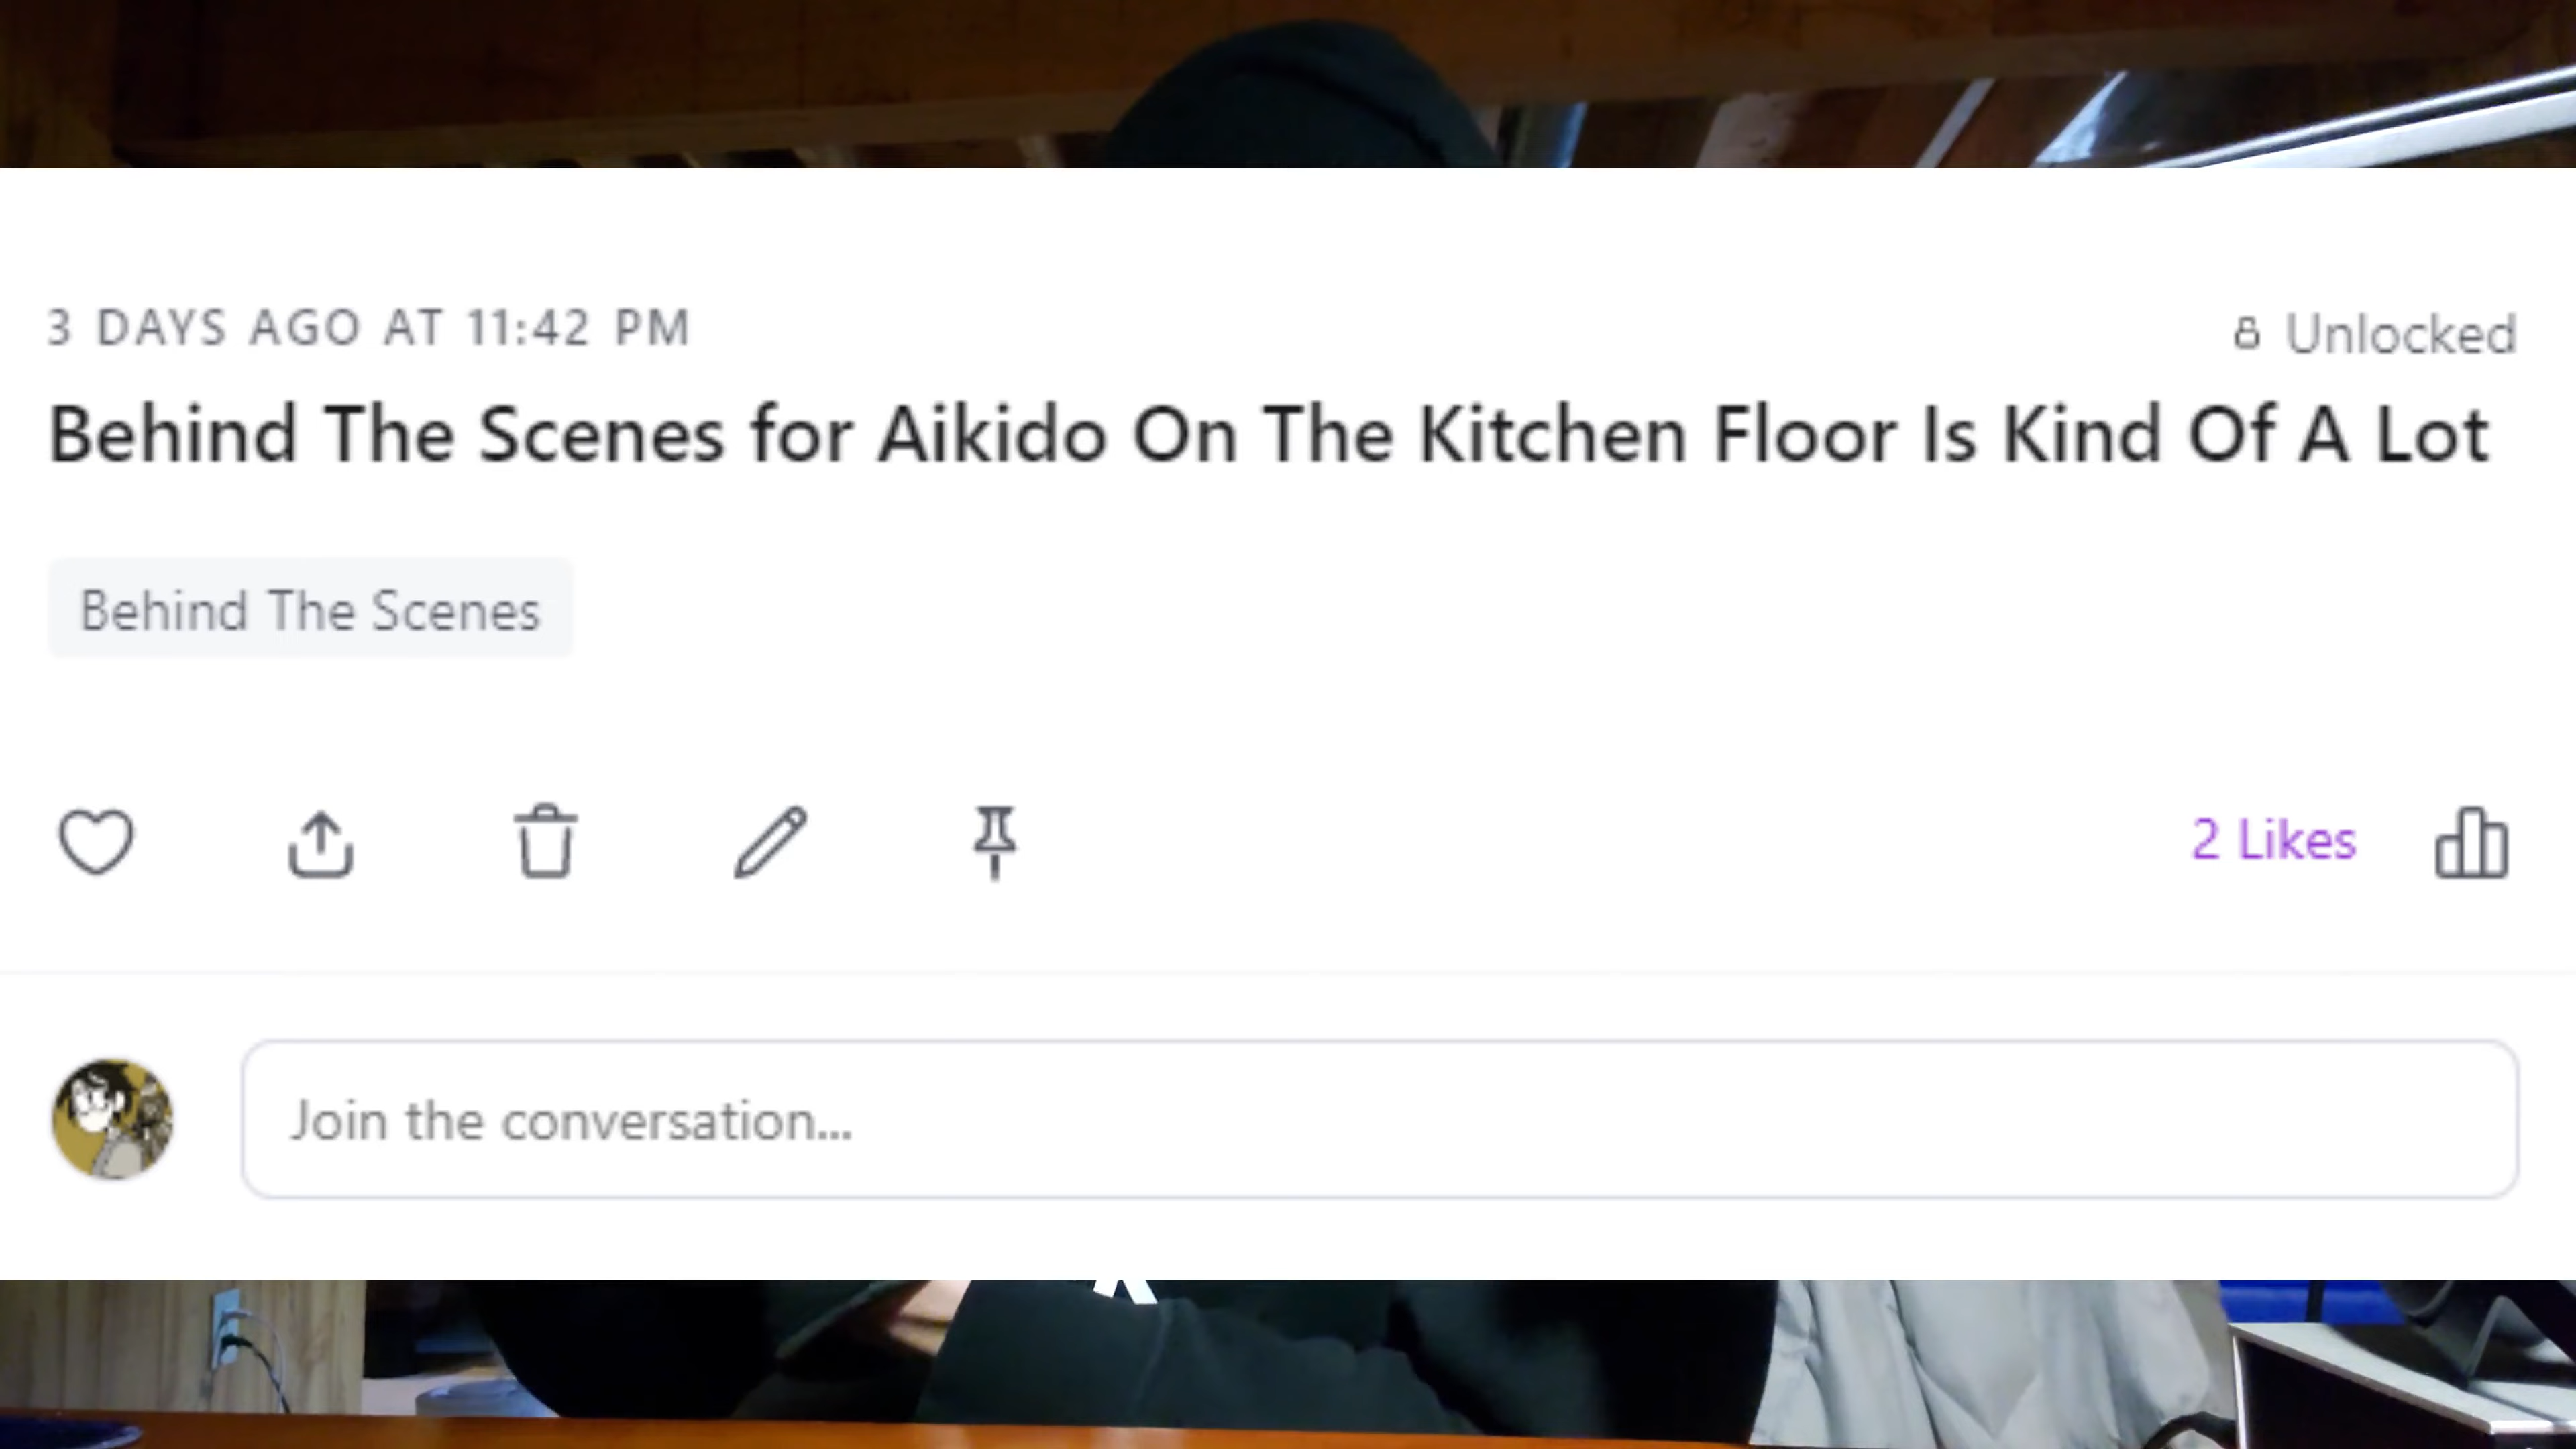 3 DAYS AGO AT 11:42 PM
Unlocked
Behind The Scenes for Aikido On The Kitchen Floor Is Kind Of A Lot
Behind The Scenes
2 Likes
Join the conversation...